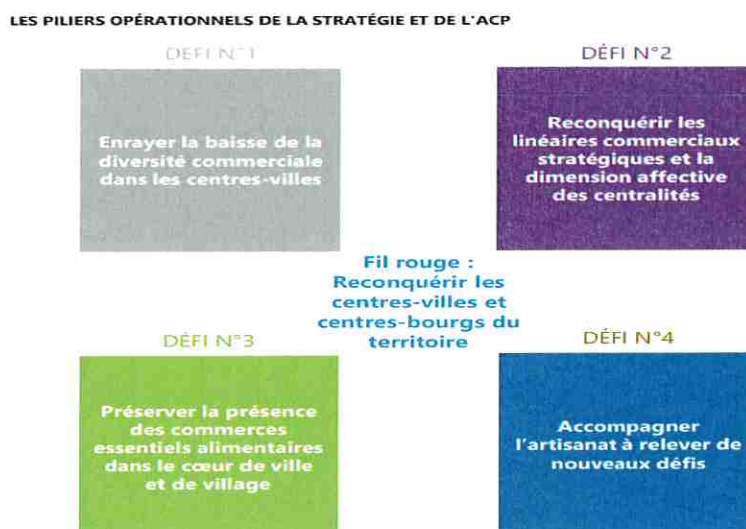 LES PILIERS OPÉRATIONNELS DE LA STRATÉGIE ET DE L'ACP
DÉFI N°1
Enrayer la baisse de la
diversité commerciale
dans les centres-villes
DÉFI N°2
Reconquérir les
linéaires commerciaux
stratégiques et la
dimension affective
des centralités
Fil rouge :
Reconquérir les
centres-villes et
centres-bourgs du
territoire
DÉFI N°3
Préserver la présence
des commerces
essentiels alimentaires
dans le cœur de ville
et de village
DÉFI N°4
Accompagner
l'artisanat à relever de
nouveaux défis